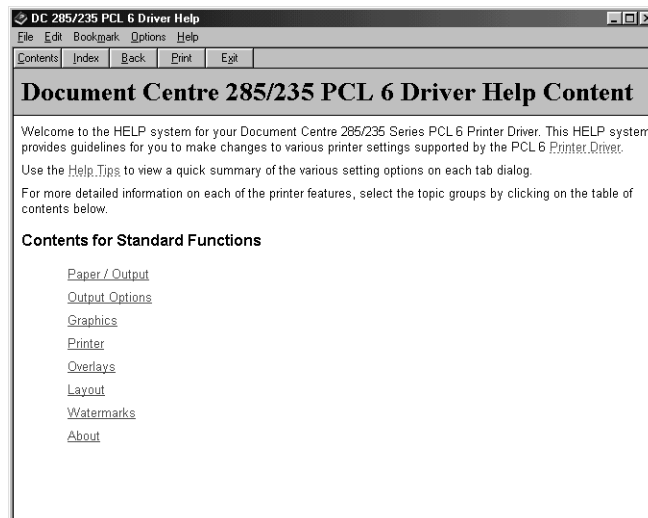 DC 285/235 PCL 6 Driver Help
File Edit Bookmark Options Help
Contents Index Back Print Exit
Document Centre 285/235 PCL 6 Driver Help Content
Welcome to the HELP system for your Document Centre 285/235 Series PCL 6 Printer Driver. This HELP system
provides guidelines for you to make changes to various printer settings supported by the PCL 6 Printer Driver.
Use the Help Tips to view a quick summary of the various setting options on each tab dialog.
For more detailed information on each of the printer features, select the topic groups by clicking on the table of
contents below.
Contents for Standard Functions
Paper / Output
Output Options
Graphics
Printer
Overlays
Layout
Watermarks
About